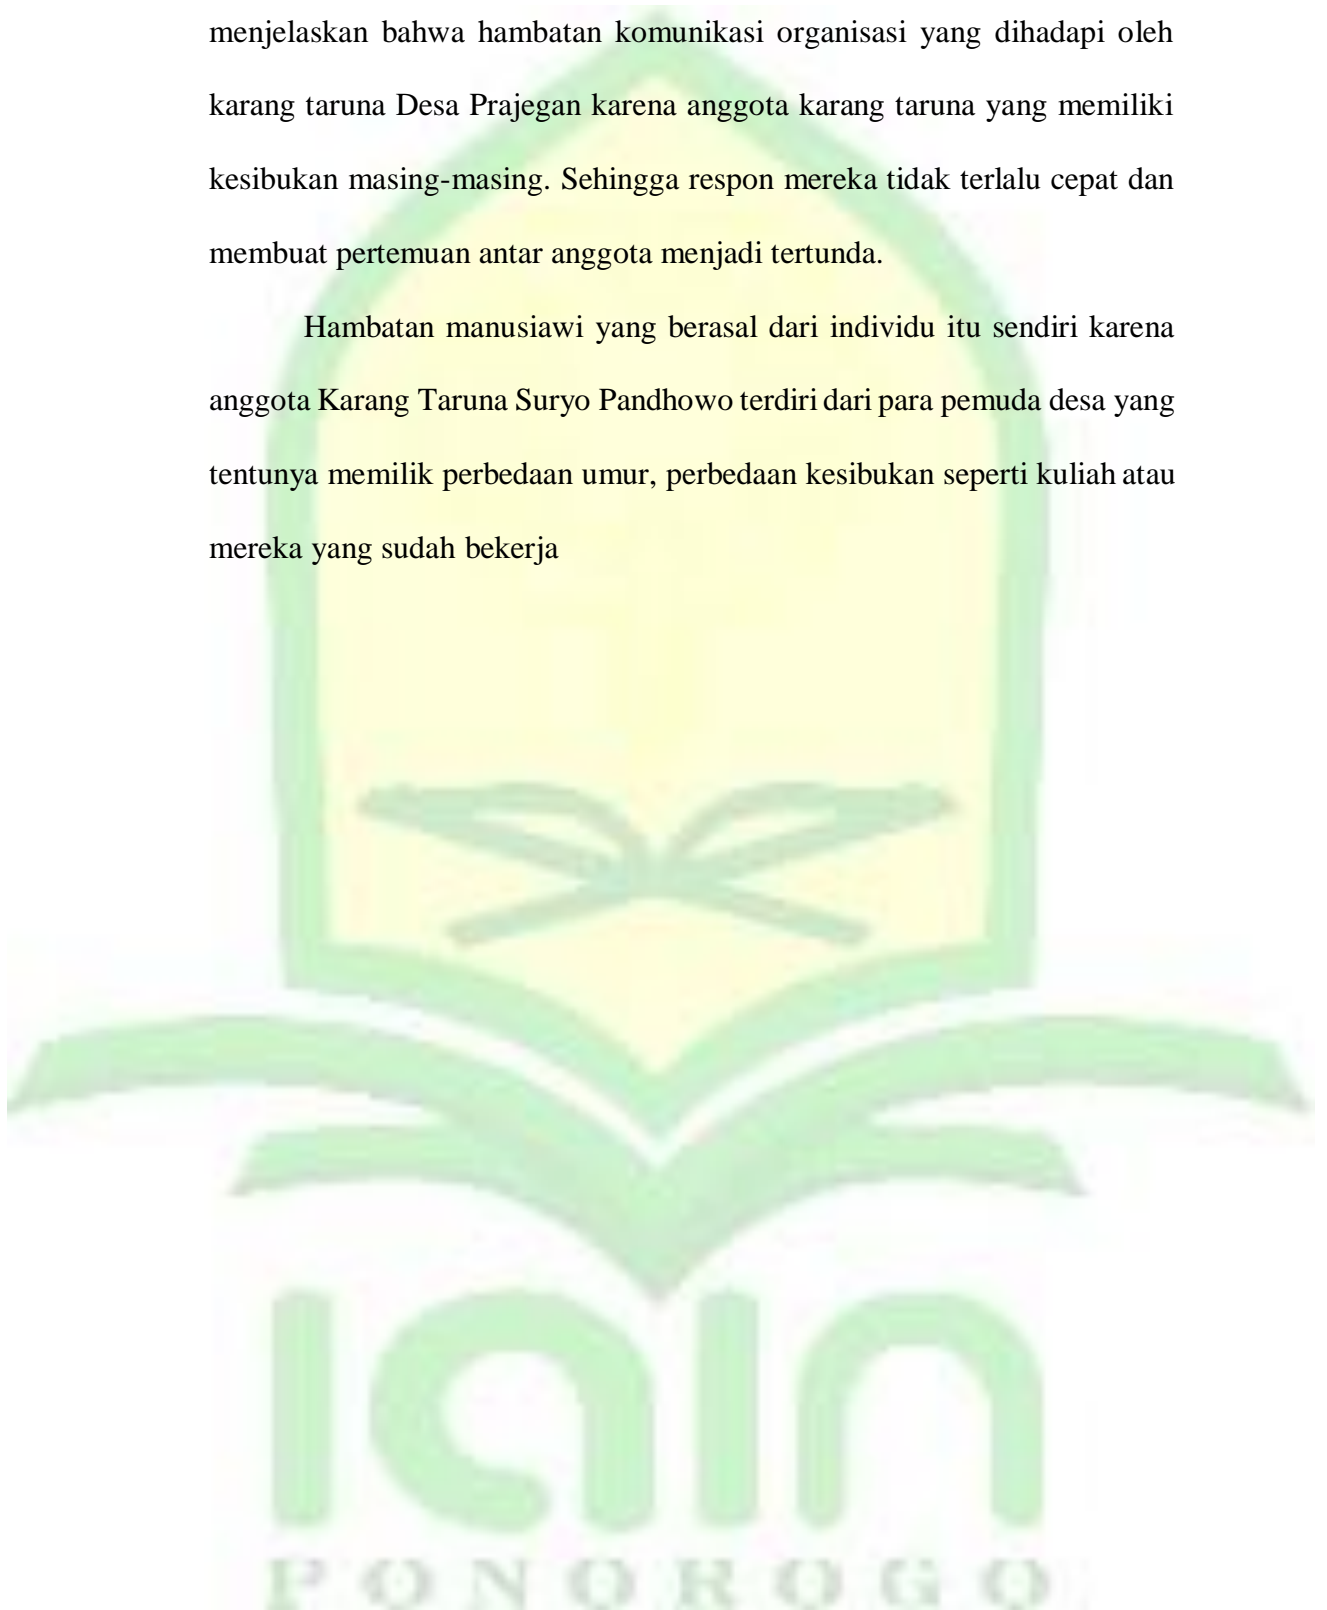 menjelaskan bahwa hambatan komunikasi organisasi yang dihadapi oleh
karang taruna Desa Prajegan karena anggota karang taruna yang memiliki
kesibukan masing-masing. Sehingga respon mereka tidak terlalu cepat dan
membuat pertemuan antar anggota menjadi tertunda.
Hambatan manusiawi yang berasal dari individu itu sendiri karena
anggota Karang Taruna Suryo Pandhowo terdiri dari para pemuda desa yang
tentunya memilik perbedaan umur, perbedaan kesibukan seperti kuliah atau
mereka yang sudah bekerja
iain
PONOROGO